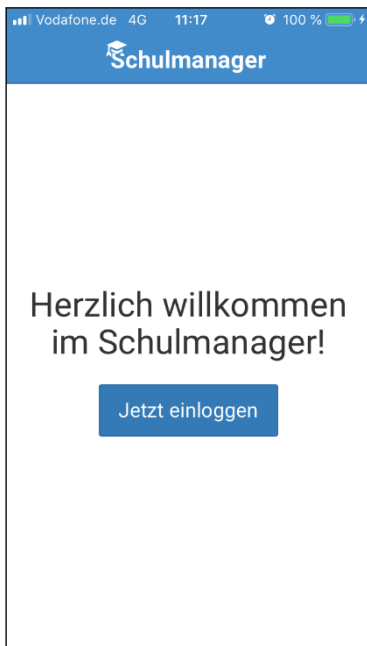 Vodafone.de 4G 11:17 100 %
Schulmanager
Herzlich willkommen
im Schulmanager!
Jetzt einloggen